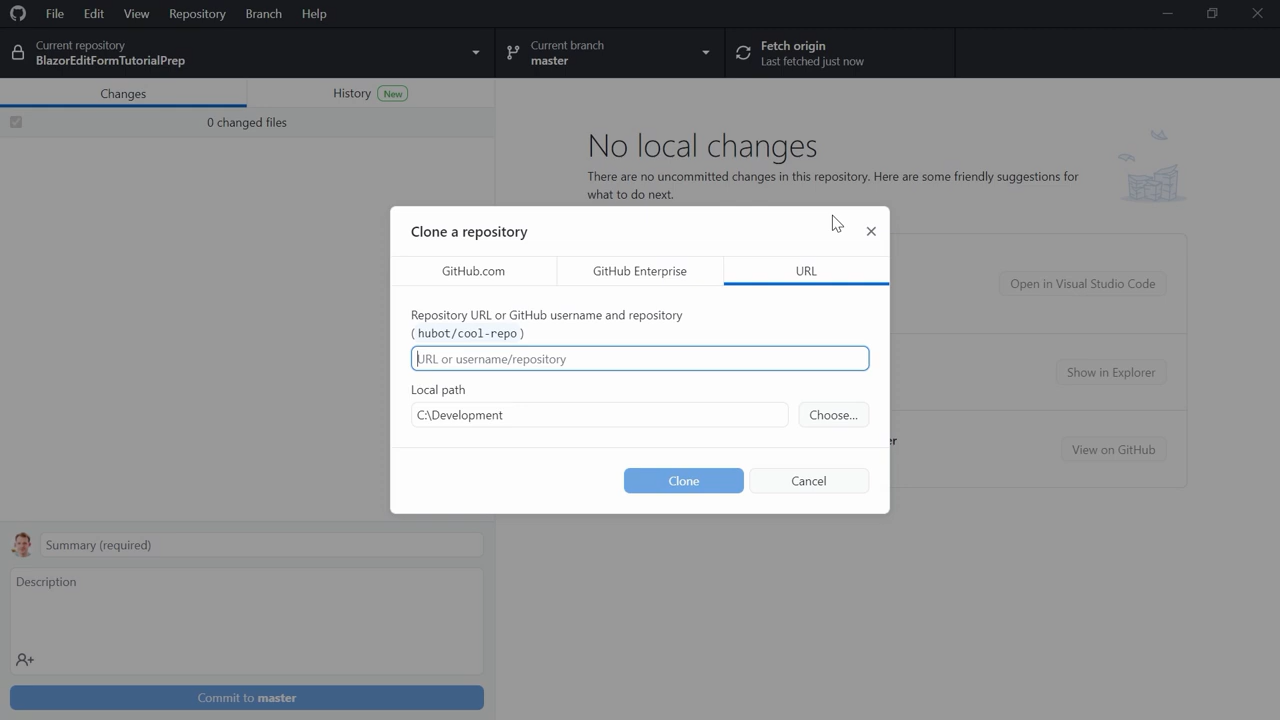 File Edit View Repository Branch Help
Current repository
BlazorEditFormTutorialPrep
Current branch
master
Fetch origin
Last fetched just now
Changes
History New
0 changed files
No local changes
There are no uncommitted changes in this repository. Here are some friendly suggestions for
what to do next.
Clone a repository
GitHub.com GitHub Enterprise URL
Repository URL or GitHub username and repository
( hubot/cool-repo )
URL or username/repository
Local path
C:\Development
Choose...
Clone
Cancel
Open in Visual Studio Code
Show in Explorer
er
View on GitHub
Summary (required)
Description
Commit to master